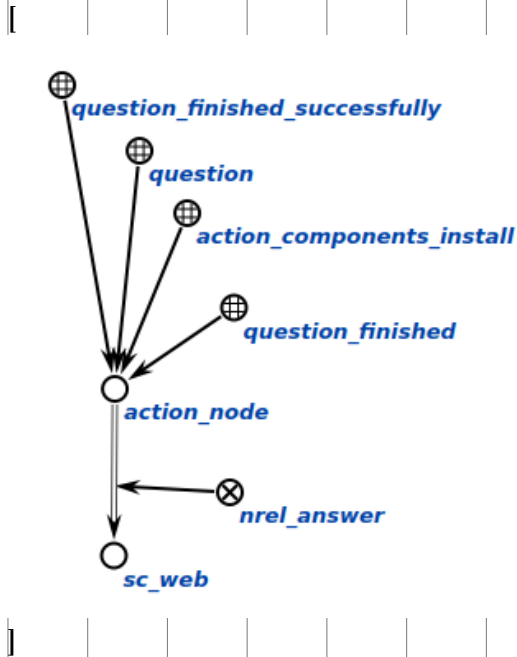 [
question_finished_successfully
question
action_components_install
question_finished
action_node
nrel_answer
sc_web
]